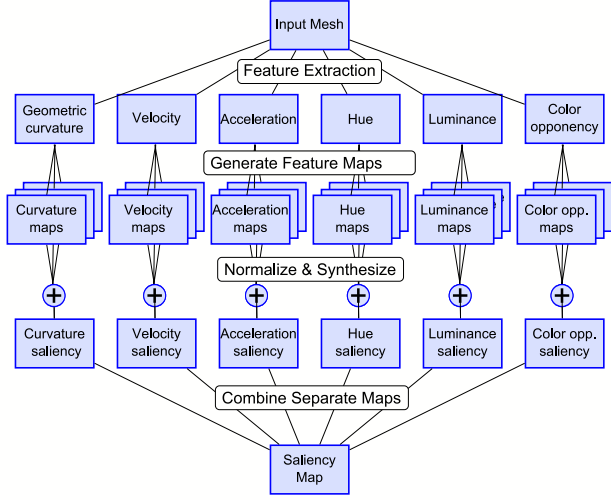 Input Mesh
Feature Extraction
Geometric
curvature
Velocity
Acceleration
Hue
Luminance
Color
opponency
Generate Feature Maps
Curvature
maps
Velocity
maps
Acceleration
maps
Hue
maps
Luminance
maps
Color opp.
maps
Normalize & Synthesize
Curvature
saliency
Velocity
saliency
Acceleration
saliency
Hue
saliency
Luminance
saliency
Color opp.
saliency
Combine Separate Maps
Saliency
Map